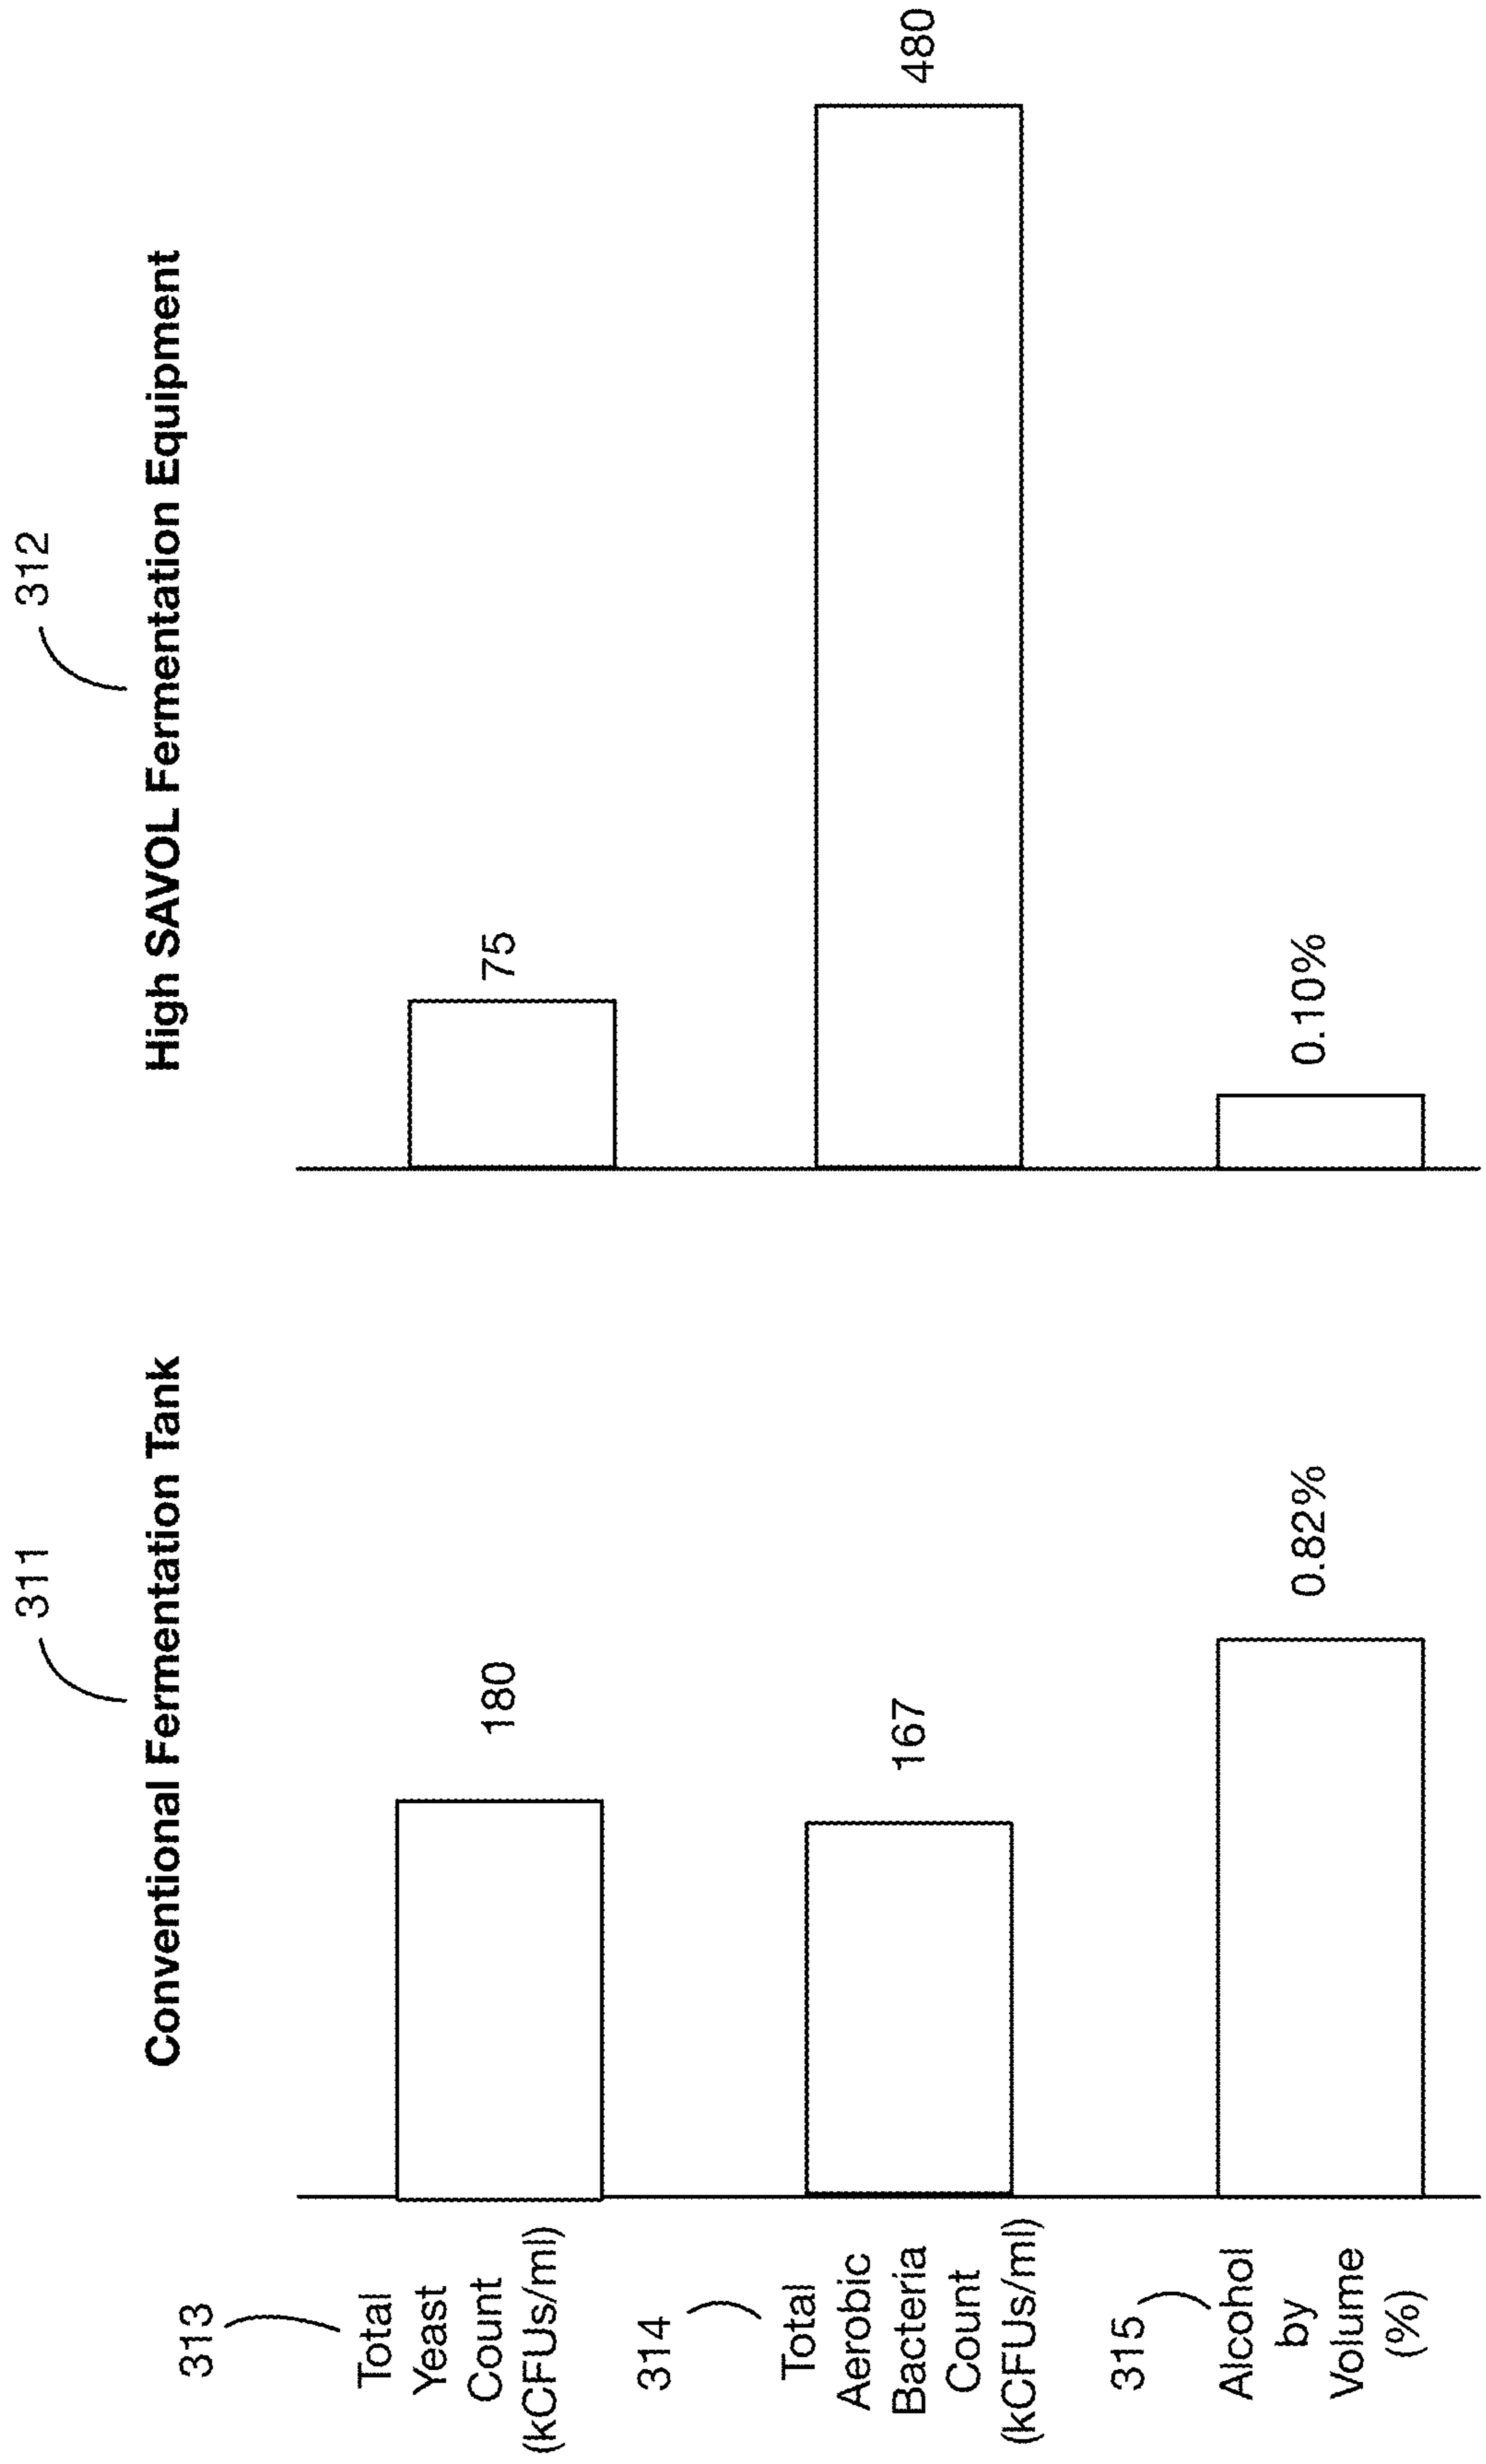 311
Conventional Fermentation Tank
312
High SAVOL Fermentation Equipment
313
Total
Yeast
Count
(kCFUs/ml)
180
75
314
Total
Aerobic
Bacteria
Count
(kCFUs/ml)
167
480
315
Alcohol
by
Volume
(%)
0.82%
0.10%